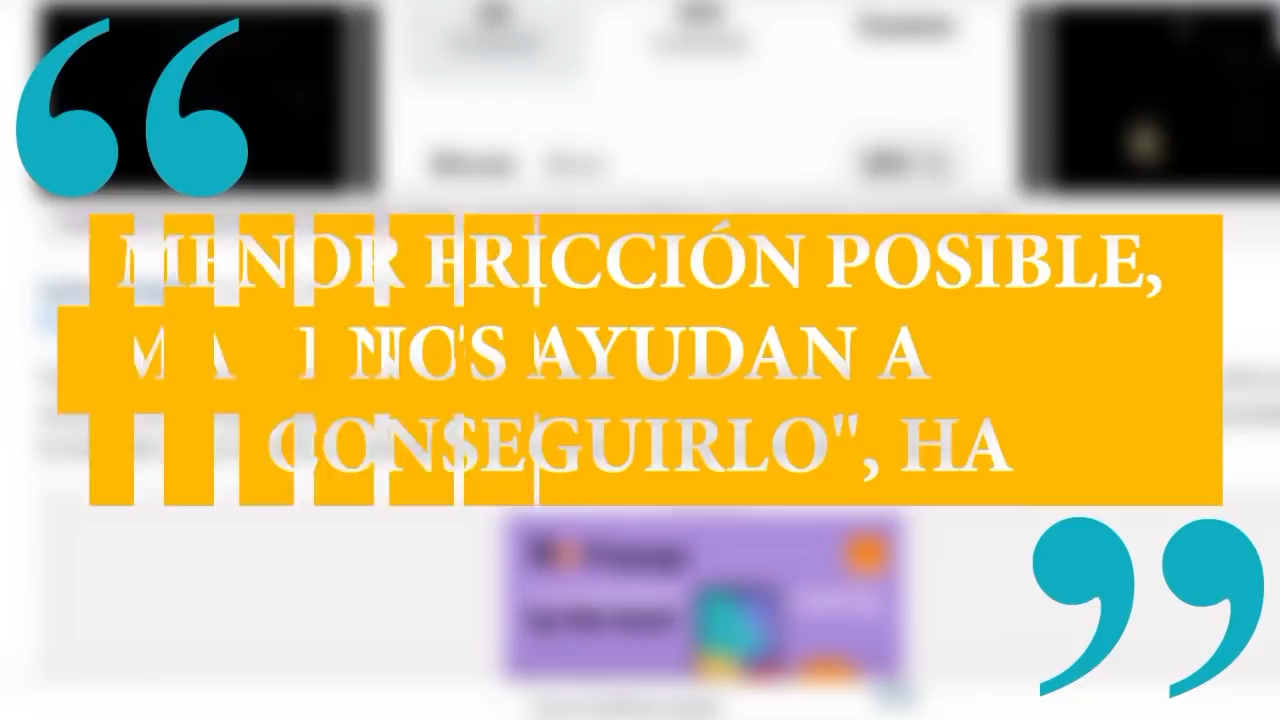 MENOR FRICCIÓN POSIBLE,
NOS AYUDAN A
CONSEGUIRLO", HA